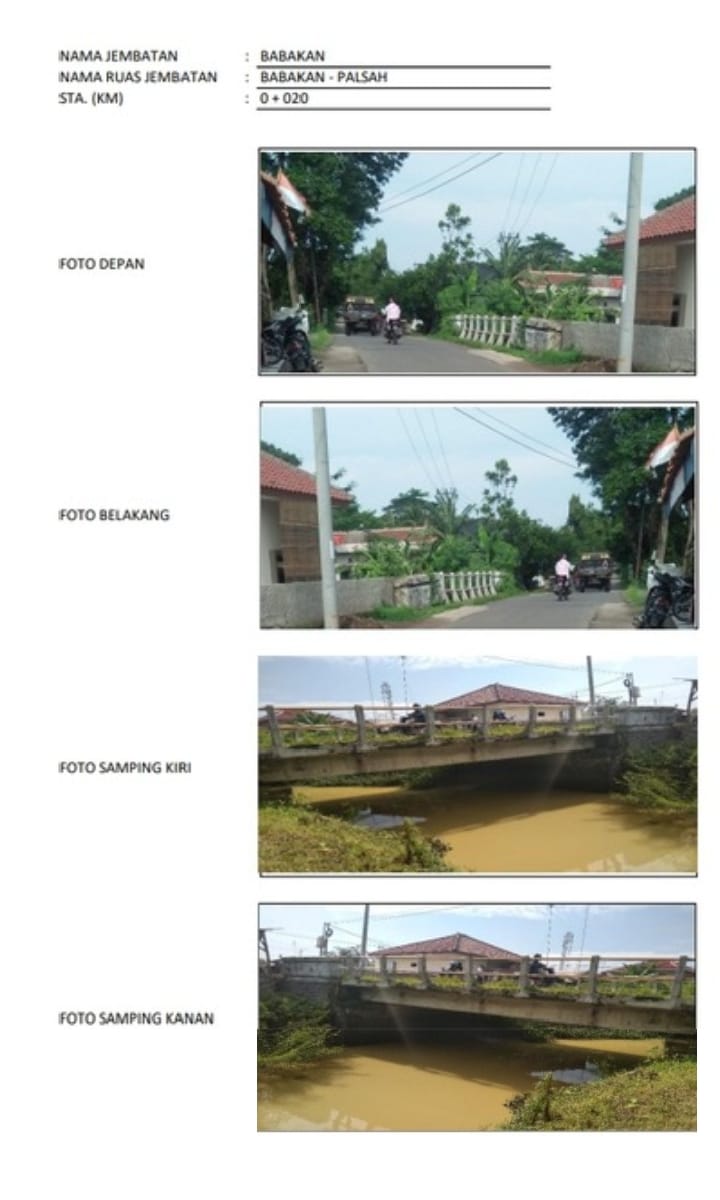 NAMA JEMBATAN : BABAKAN
NAMA RUAS JEMBATAN : BABAKAN - PALSAH
STA. (KM) : 0 + 020
FOTO DEPAN
FOTO BELAKANG
FOTO SAMPING KIRI
FOTO SAMPING KANAN